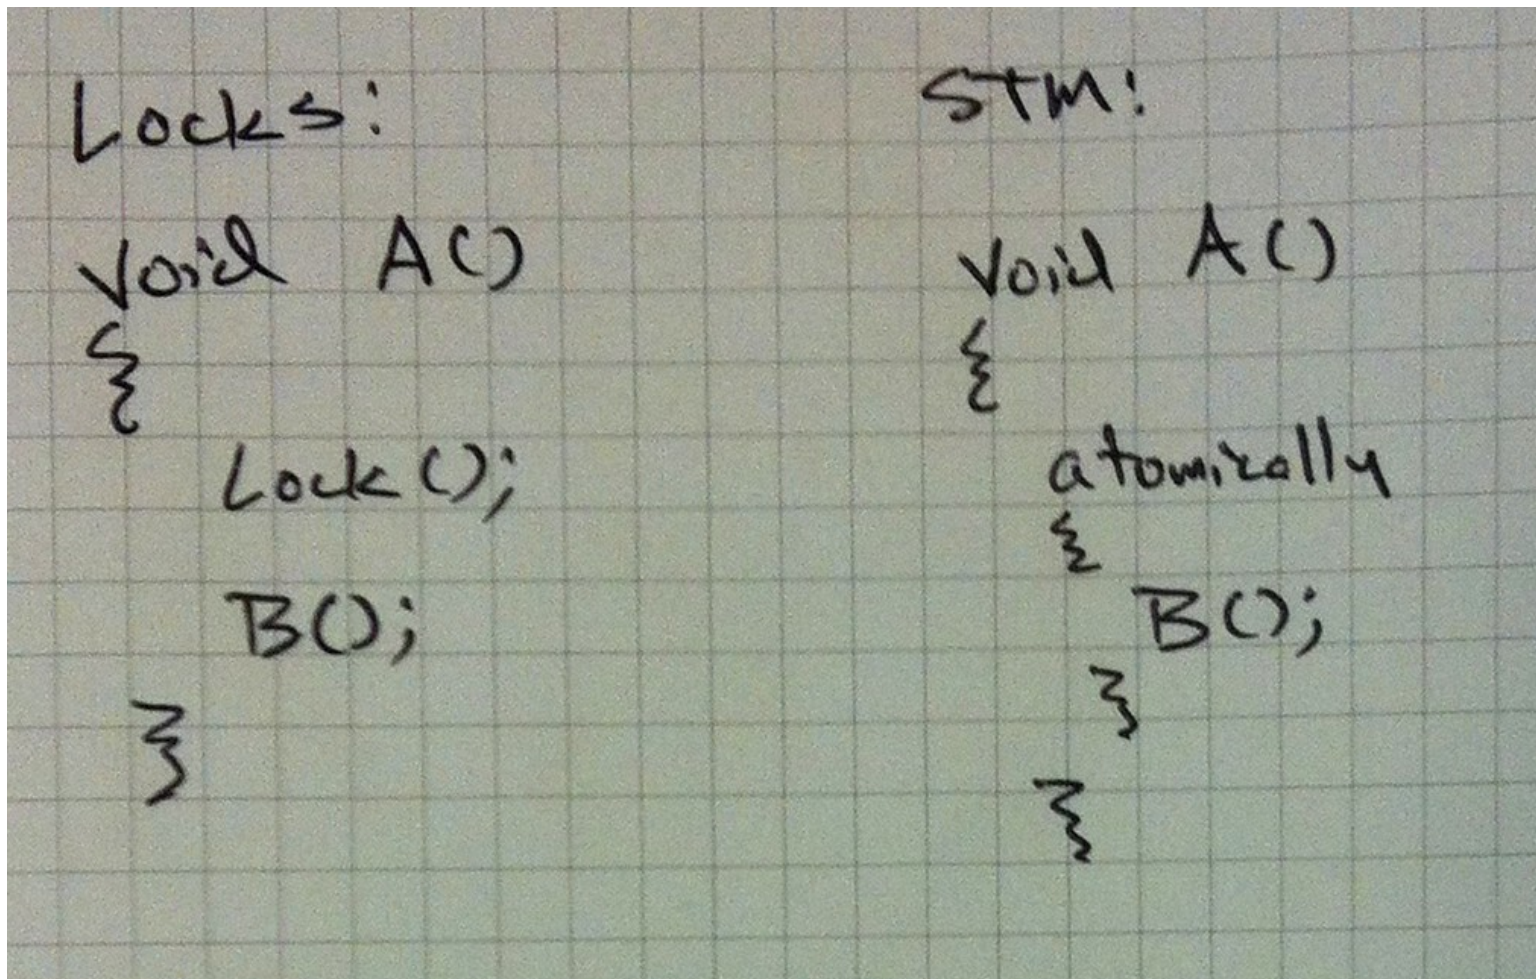 Locks:
void A()
{
Lock();
B();
}
STM:
void A()
{
atomically
{
B();
}
}